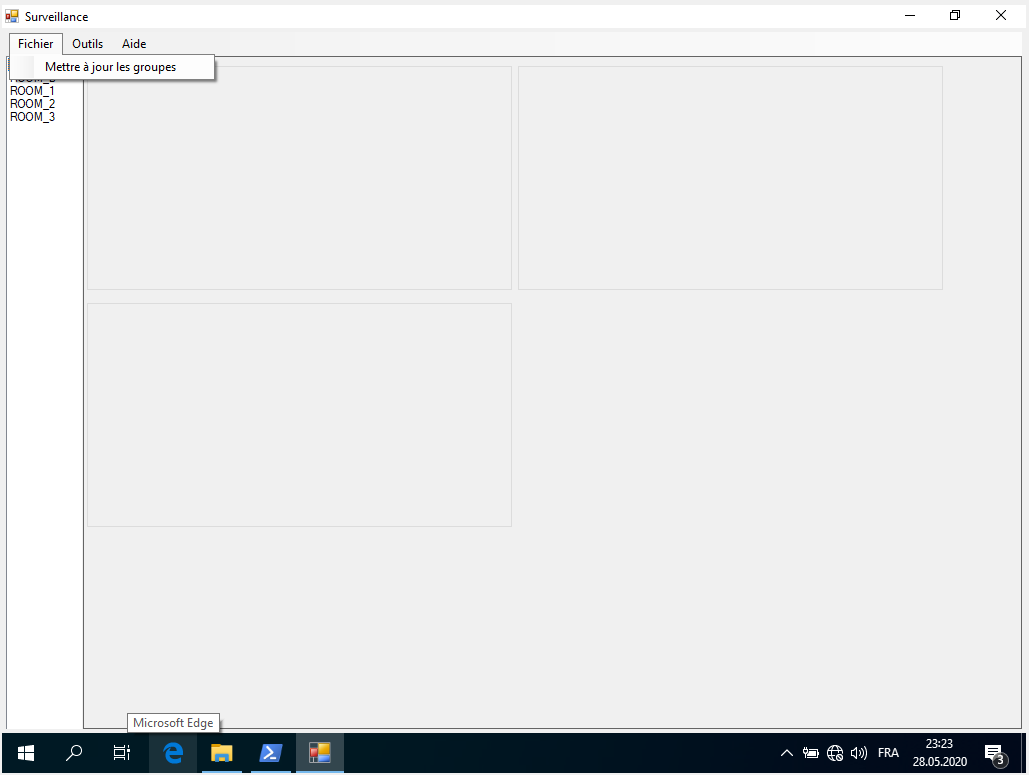 Surveillance
Fichier Outils Aide
Mettre à jour les groupes
ROOM_1
ROOM_2
ROOM_3
Microsoft Edge
FRA
23:23
28.05.2020
3